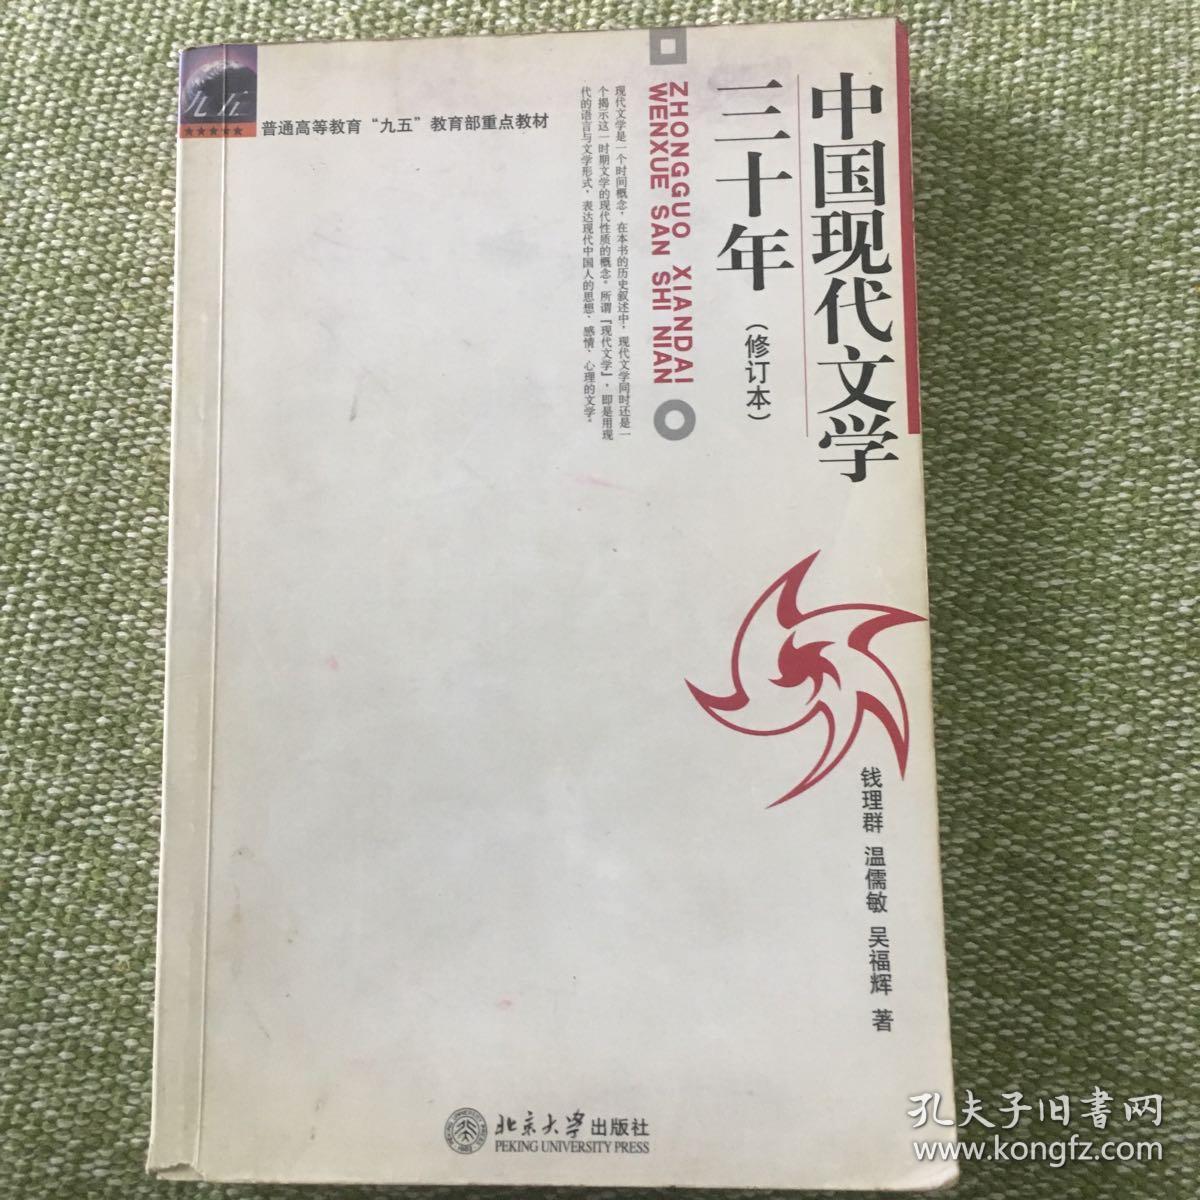 中国现代文学
三十年（修订本）
ZHONGGUO XIANDAI
WENXUE SAN SHI NIAN
现代文学是一个时间概念，在本书的历史叙述中，现代文学同时还是一
个揭示这一时期文学的现代性质的概念。所谓『现代文学』，即是用现
代的语言与文学形式，表达现代中国人的思想、感情、心理的文学。
九五
普通高等教育“九五”教育部重点教材
钱理群 温儒敏 吴福辉 著
北京大学出版社
PEKING UNIVERSITY PRESS
孔夫子旧书网
www.kongfz.com